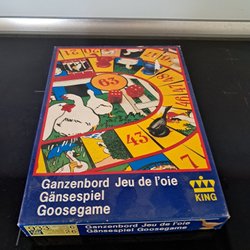 63
43
7
Ganzenbord Jeu de l'oie
Gänsespiel
Goosegame
KING
Ganzenbord Jeu de l'oie
Gänsespiel Goosegame